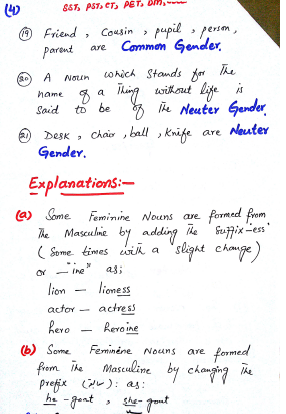 (4) SST, PST, CT, PET, DM,
(19) Friend , Cousin , pupil , person,
parent are Common Gender.
(20) A Noun which Stands for The
name of a Thing without life is
Said to be of The Neuter Gender.
(21) Desk , chair , ball , Knife are Neuter
Gender.
Explanations:—
(a) Some Feminine Nouns are formed from
The Masculine by adding The Suffix-ess'
( Some times with a slight change)
or — "ine" as;
lion — lioness
actor — actress
hero — heroine
(b) Some Feminine Nouns are formed
from The Masculine by changing The
prefix ( ): as:
he -goat , she- goat